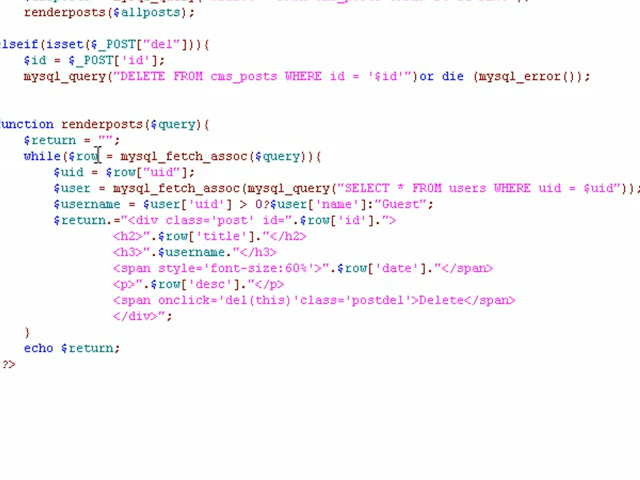 renderposts($allposts);
elseif(isset($_POST["del"])){
$id = $_POST['id'];
mysql_query("DELETE FROM cms_posts WHERE id = '$id'")or die (mysql_error());
function renderposts($query){
$return = "";
while($row = mysql_fetch_assoc($query)){
$uid = $row["uid"];
$user = mysql_fetch_assoc(mysql_query("SELECT * FROM users WHERE uid = $uid"));
$username = $user['uid'] > 0?$user['name']:"Guest";
$return.="<div class='post' id=".$row['id'].">
<h2>".$row['title']."</h2>
<h3>".$username."</h3>
<span style='font-size:60%'>".$row['date']."</span>
<p>".$row['desc']."</p>
<span onclick='del(this)'class='postdel'>Delete</span>
</div>";
}
echo $return;
?>